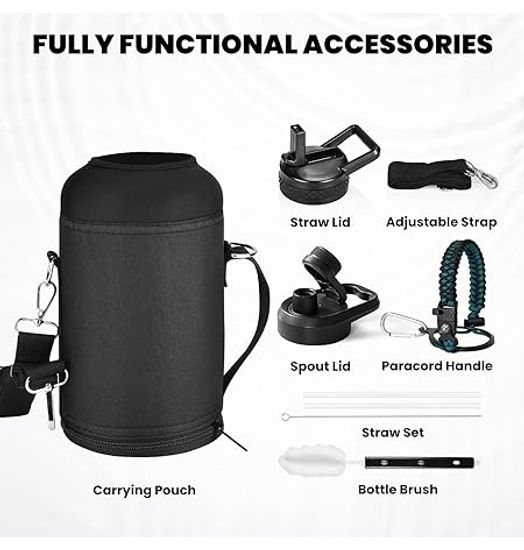 FULLY FUNCTIONAL ACCESSORIES
Straw Lid
Adjustable Strap
Spout Lid
Paracord Handle
Straw Set
Carrying Pouch
Bottle Brush